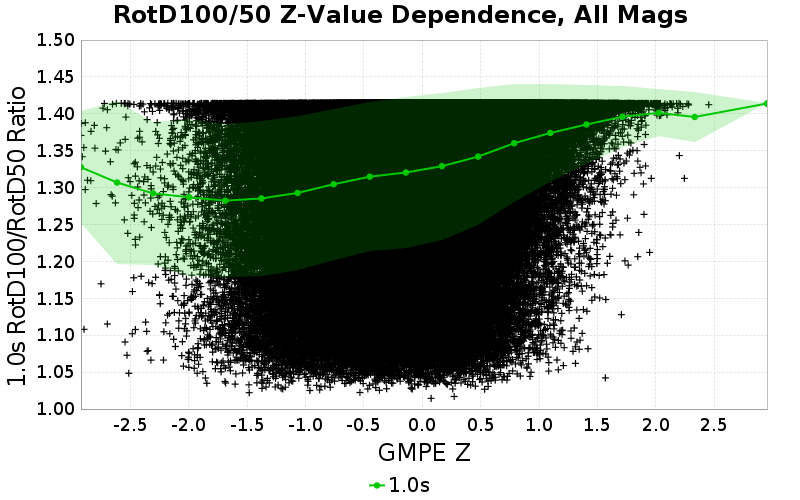 RotD100/50 Z-Value Dependence, All Mags
1.50
1.45
1.40
1.35
1.30
1.25
1.20
1.15
1.10
1.05
1.00
1.0s RotD100/RotD50 Ratio
-2.5 -2.0 -1.5 -1.0 -0.5 0.0 0.5 1.0 1.5 2.0 2.5
GMPE Z
1.0s